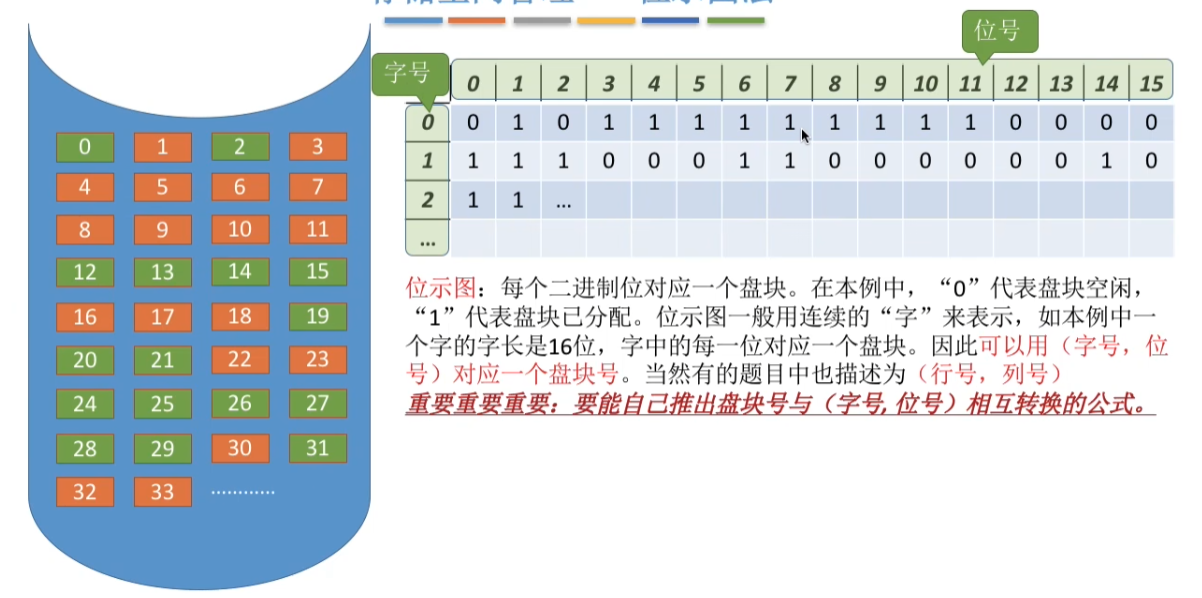 位号
字号
0 1 2 3 4 5 6 7 8 9 10 11 12 13 14 15
0 0 1 0 1 1 1 1 1 1 1 1 1 0 0 0 0
1 1 1 1 0 0 0 1 1 0 0 0 0 0 0 1 0
2 1 1 ...
...
0 1 2 3
4 5 6 7
8 9 10 11
12 13 14 15
16 17 18 19
20 21 22 23
24 25 26 27
28 29 30 31
32 33 …………
位示图：每个二进制位对应一个盘块。在本例中，“0”代表盘块空闲，
“1”代表盘块已分配。位示图一般用连续的“字”来表示，如本例中一
个字的字长是16位，字中的每一位对应一个盘块。因此可以用（字号，位
号）对应一个盘块号。当然有的题目中也描述为（行号，列号）
重要重要重要：要能自己推出盘块号与（字号, 位号）相互转换的公式。